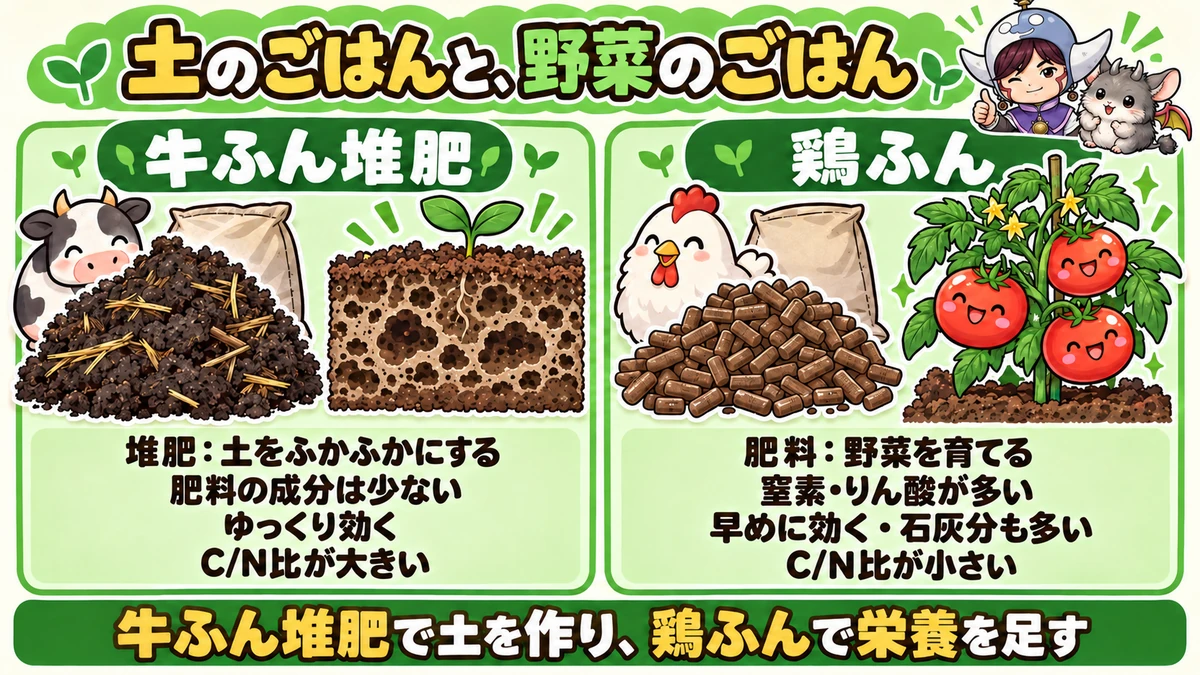 土のごはんと、野菜のごはん
牛ふん堆肥
堆肥：土をふかふかにする
肥料の成分は少ない
ゆっくり効く
C/N比が大きい
鶏ふん
肥料：野菜を育てる
窒素・りん酸が多い
早めに効く・石灰分も多い
C/N比が小さい
牛ふん堆肥で土を作り、鶏ふんで栄養を足す